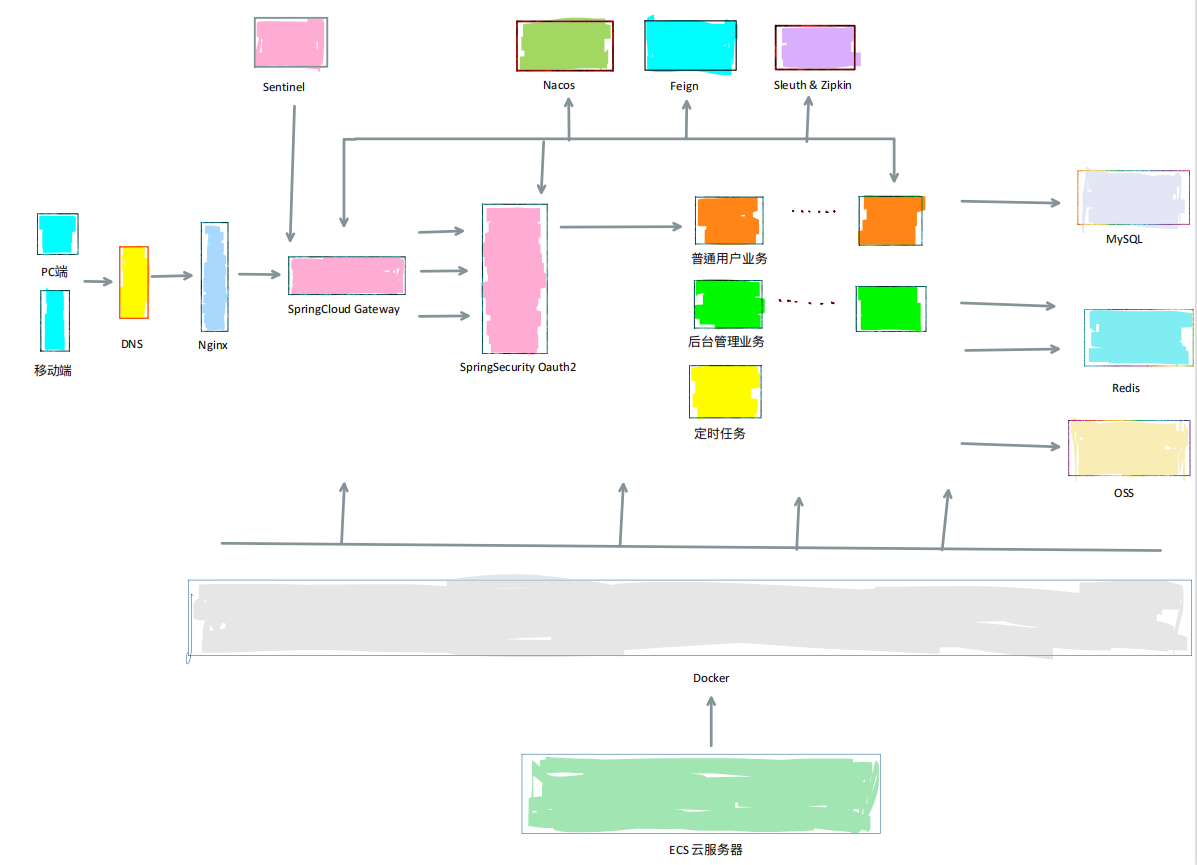 Sentinel
Nacos
Feign
Sleuth & Zipkin
PC端
移动端
DNS
Nginx
SpringCloud Gateway
SpringSecurity Oauth2
普通用户业务
后台管理业务
定时任务
MySQL
Redis
OSS
Docker
ECS 云服务器